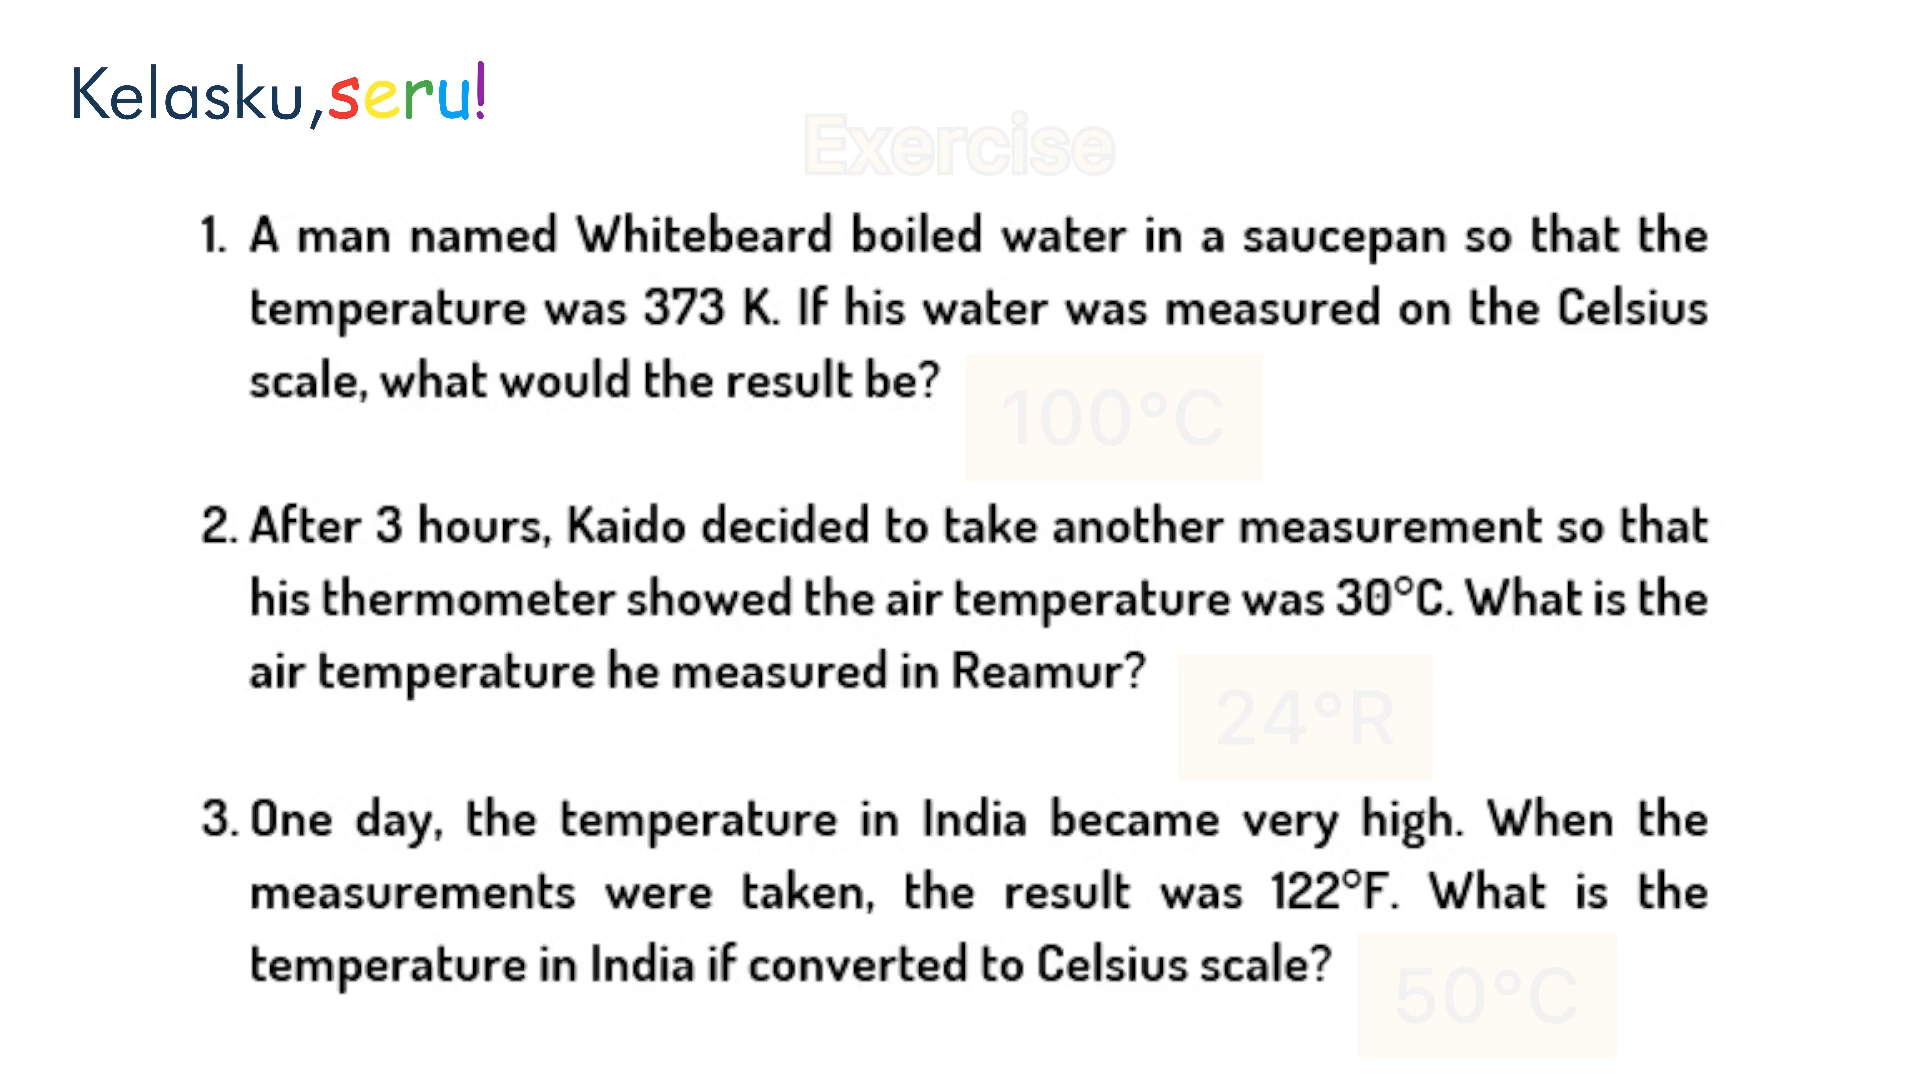 Kelasku,seru!
Exercise
1. A man named Whitebeard boiled water in a saucepan so that the
temperature was 373 K. If his water was measured on the Celsius
scale, what would the result be?
100°C
2. After 3 hours, Kaido decided to take another measurement so that
his thermometer showed the air temperature was 30°C. What is the
air temperature he measured in Reamur?
24°R
3. One day, the temperature in India became very high. When the
measurements were taken, the result was 122°F. What is the
temperature in India if converted to Celsius scale?
50°C